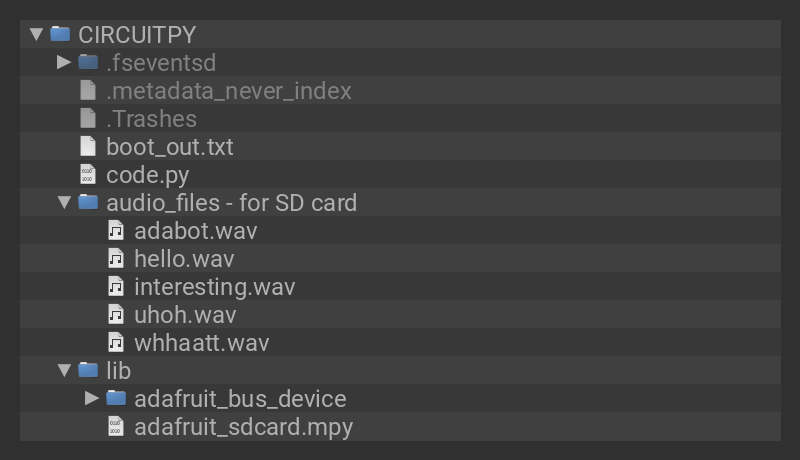 CIRCUITPY
.fseventsd
.metadata_never_index
.Trashes
boot_out.txt
code.py
audio_files - for SD card
adabot.wav
hello.wav
interesting.wav
uhoh.wav
whhaatt.wav
lib
adafruit_bus_device
adafruit_sdcard.mpy